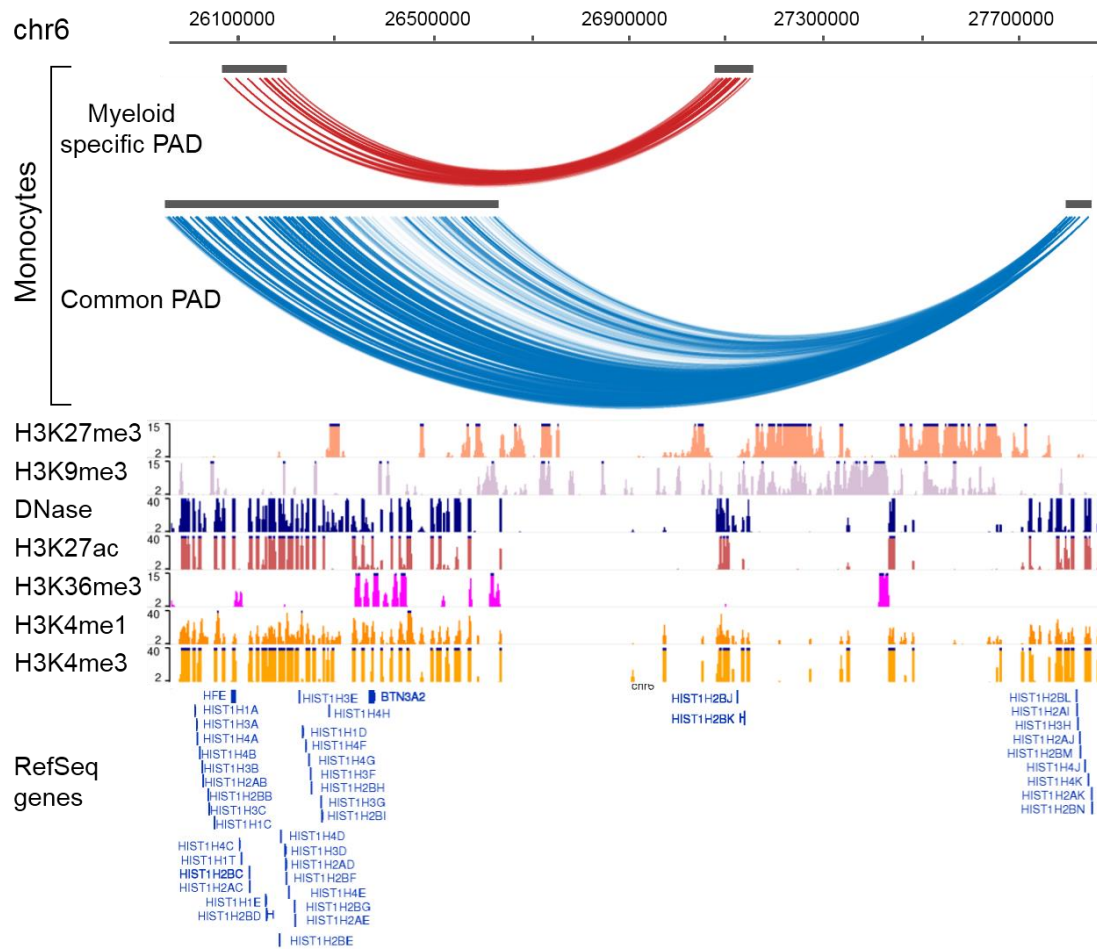 26100000 26500000 26900000 27300000 27700000
chr6
Monocytes
Myeloid
specific PAD
Common PAD
H3K27me3 15 2
H3K9me3 15 2
DNase 40 2
H3K27ac 40 2
H3K36me3 15 2
H3K4me1 15 2
H3K4me3 40 2
chr6
RefSeq
genes
HFE
HIST1H1A
HIST1H3A
HIST1H4A
HIST1H4B
HIST1H3B
HIST1H2AB
HIST1H2BB
HIST1H3C
HIST1H1C
HIST1H4C
HIST1H1T
HIST1H2BC
HIST1H2AC
HIST1H1E
HIST1H2BD
HIST1H3E
BTN3A2
HIST1H4H
HIST1H1D
HIST1H4F
HIST1H4G
HIST1H3F
HIST1H2BH
HIST1H3G
HIST1H2BI
HIST1H4D
HIST1H3D
HIST1H2AD
HIST1H2BF
HIST1H4E
HIST1H2BG
HIST1H2AE
HIST1H2BE
HIST1H2BJ
HIST1H2BK
HIST1H2BL
HIST1H2AI
HIST1H3H
HIST1H2AJ
HIST1H2BM
HIST1H4J
HIST1H4K
HIST1H2AK
HIST1H2BN